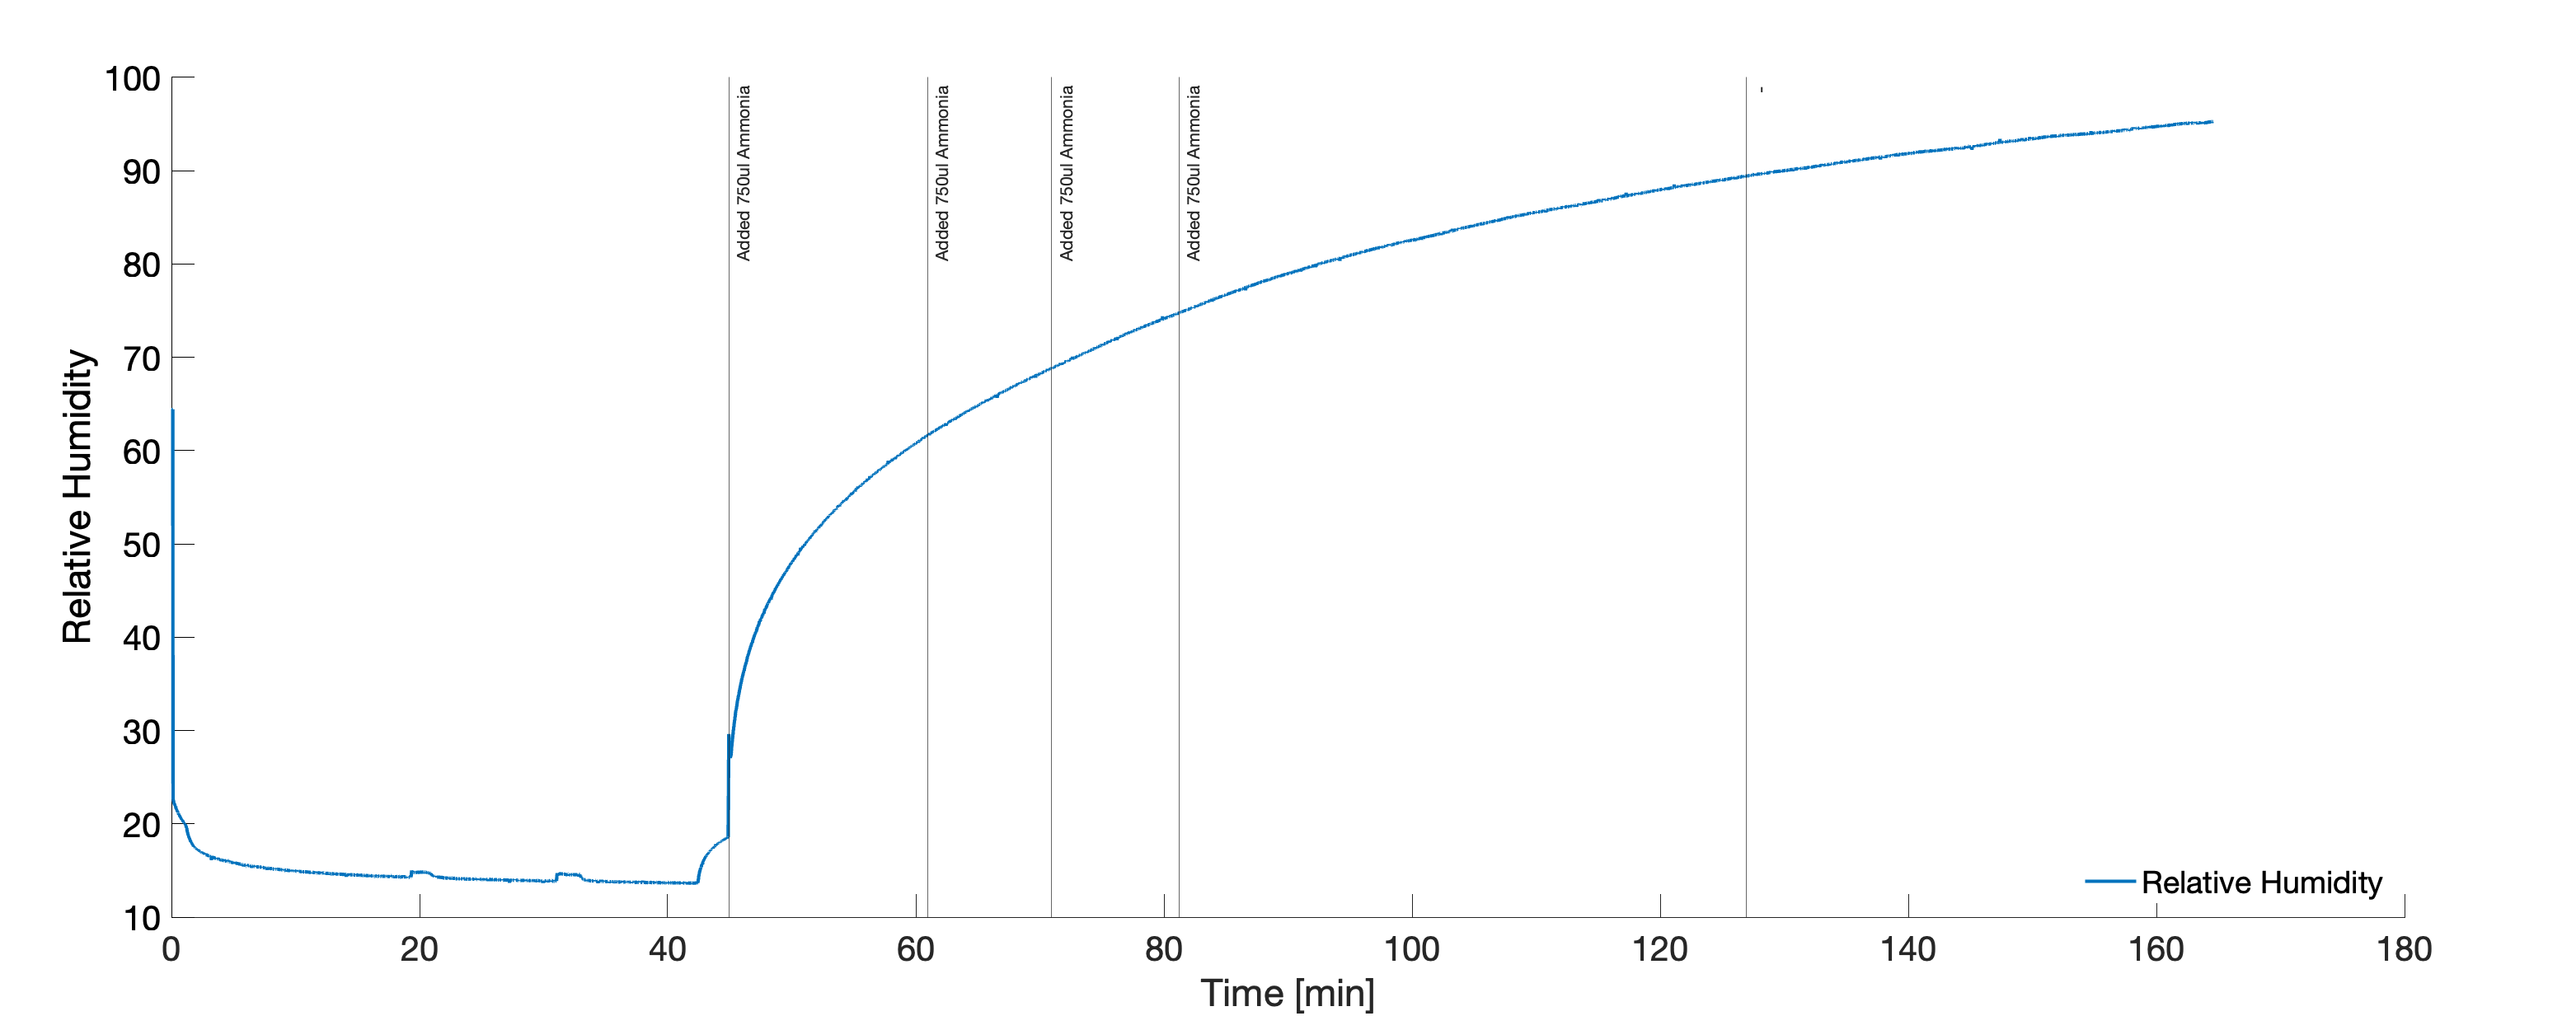 100
90
80
70
60
50
40
30
20
10
Relative Humidity
Added 750ul Ammonia
Added 750ul Ammonia
Added 750ul Ammonia
Added 750ul Ammonia
Relative Humidity
0 20 40 60 80 100 120 140 160 180
Time [min]